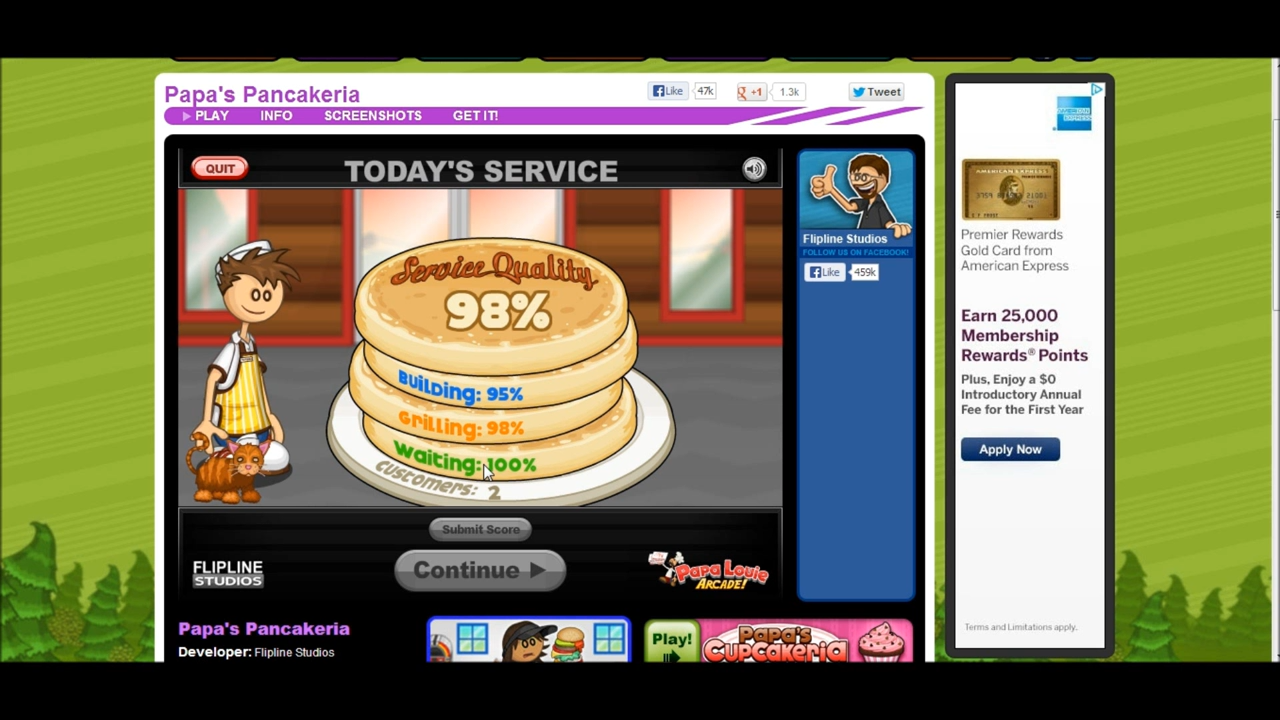 Papa's Pancakeria
Like 47k
+1 1.3k
Tweet
PLAY INFO SCREENSHOTS GET IT!
QUIT
TODAY'S SERVICE
Service Quality
98%
Building: 95%
Grilling: 98%
Waiting: 100%
customers: 2
Submit Score
Continue
FLIPLINE
STUDIOS
Papa Louie
ARCADE!
Flipline Studios
FOLLOW US ON FACEBOOK!
Like 459k
Papa's Pancakeria
Developer: Flipline Studios
Play!
Papa's
Cupcakeria
AMERICAN EXPRESS
AMERICAN EXPRESS
Premier Rewards
Gold Card from
American Express
Earn 25,000
Membership
Rewards® Points
Plus, Enjoy a $0
Introductory Annual
Fee for the First Year
Apply Now
Terms and Limitations apply.